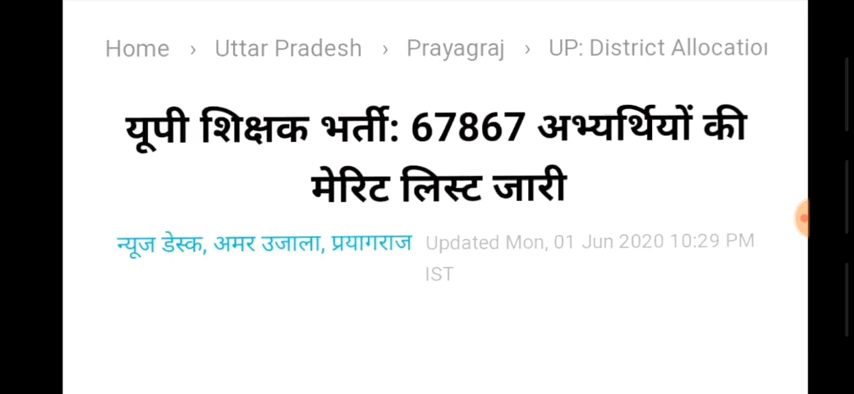 Home › Uttar Pradesh › Prayagraj › UP: District Allocation
यूपी शिक्षक भर्ती: 67867 अभ्यर्थियों की
मेरिट लिस्ट जारी
न्यूज डेस्क, अमर उजाला, प्रयागराज Updated Mon, 01 Jun 2020 10:29 PM
IST